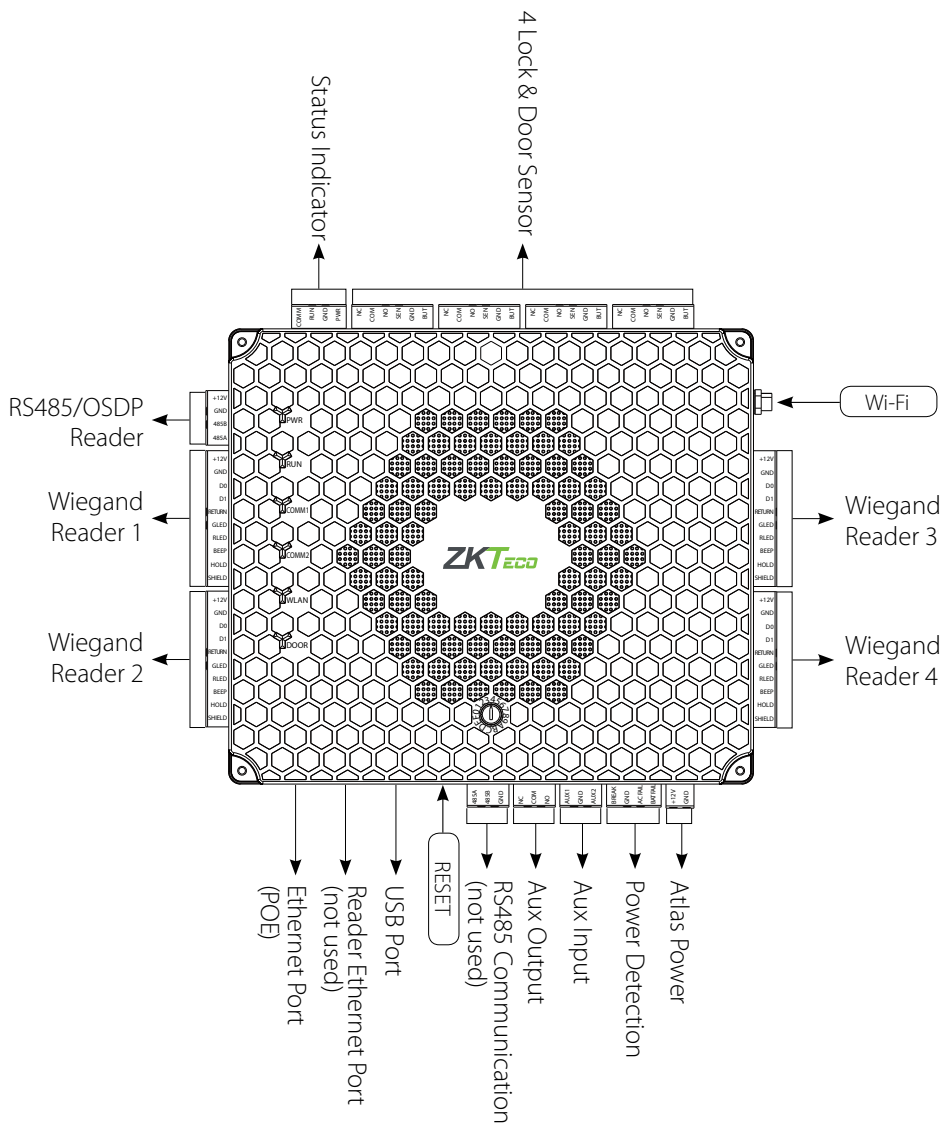 4 Lock & Door Sensor
Status Indicator
COMM
RUN
GND
PWR
NC
COM
NO
SEN
GND
BUT
NC
COM
NO
SEN
GND
BUT
NC
COM
NO
SEN
GND
BUT
NC
COM
NO
SEN
GND
BUT
RS485/OSDP
Reader
+12V
GND
485B
485A
Wiegand
Reader 1
+12V
GND
D0
D1
RETURN
GLED
RLED
BEEP
HOLD
SHIELD
Wiegand
Reader 2
+12V
GND
D0
D1
RETURN
GLED
RLED
BEEP
HOLD
SHIELD
PWR
RUN
COMM1
COMM2
WLAN
DOOR
ZKTECO
Wi-Fi
+12V
GND
D0
D1
RETURN
GLED
RLED
BEEP
HOLD
SHIELD
Wiegand
Reader 3
+12V
GND
D0
D1
RETURN
GLED
RLED
BEEP
HOLD
SHIELD
Wiegand
Reader 4
485A
485B
GND
NC
COM
NO
AUX1
GND
AUX2
BREAK
GND
AC FAIL
BAT FAIL
+12V
GND
Ethernet Port
(POE)
Reader Ethernet Port
(not used)
USB Port
RESET
RS485 Communication
(not used)
Aux Output
Aux Input
Power Detection
Atlas Power